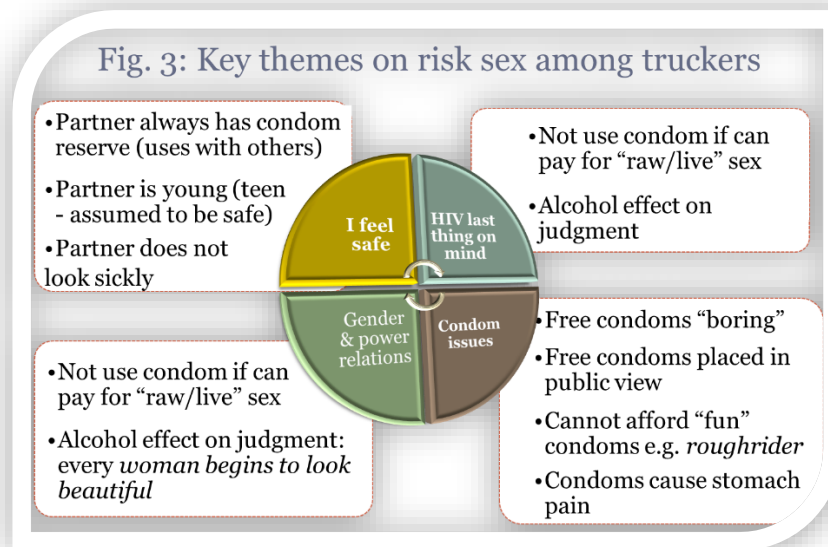 Fig. 3: Key themes on risk sex among truckers
•Partner always has condom
reserve (uses with others)
•Partner is young (teen
- assumed to be safe)
•Partner does not
look sickly
•Not use condom if can
pay for “raw/live” sex
•Alcohol effect on
judgment
I feel
safe
HIV last
thing on
mind
Gender
& power
relations
Condom
issues
•Not use condom if can
pay for “raw/live” sex
•Alcohol effect on judgment:
every woman begins to look
beautiful
•Free condoms “boring”
•Free condoms placed in
public view
•Cannot afford “fun”
condoms e.g. roughrider
•Condoms cause stomach
pain